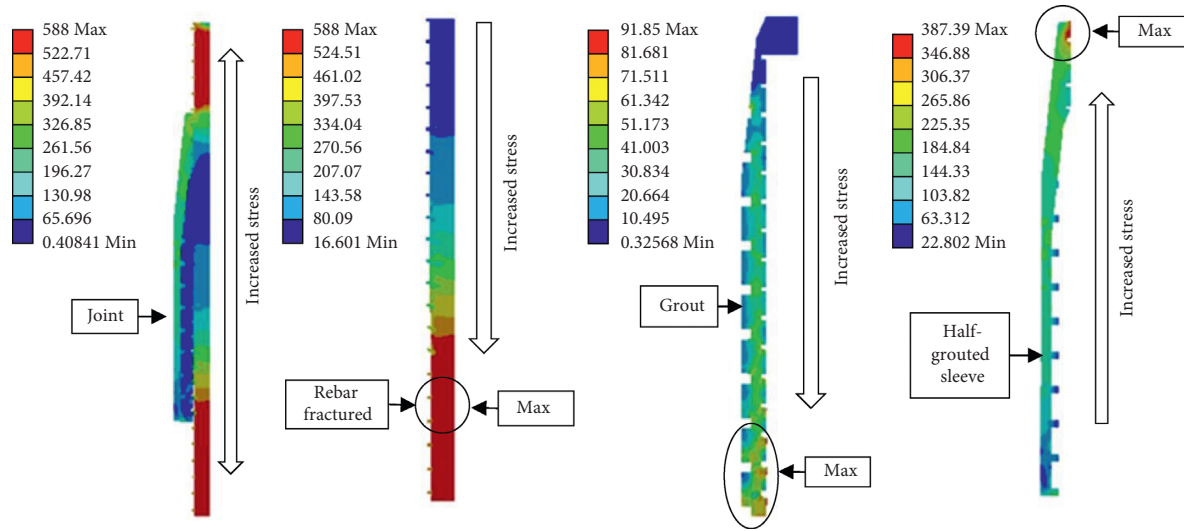 588 Max
522.71
457.42
392.14
326.85
261.56
196.27
130.98
65.696
0.40841 Min
Joint
Increased stress
588 Max
524.51
461.02
397.53
334.04
270.56
207.07
143.58
80.09
16.601 Min
Increased stress
Rebar
fractured
Max
91.85 Max
81.681
71.511
61.342
51.173
41.003
30.834
20.664
10.495
0.32568 Min
Grout
Increased stress
Max
387.39 Max
346.88
306.37
265.86
225.35
184.84
144.33
103.82
63.312
22.802 Min
Max
Increased stress
Half-
grouted
sleeve